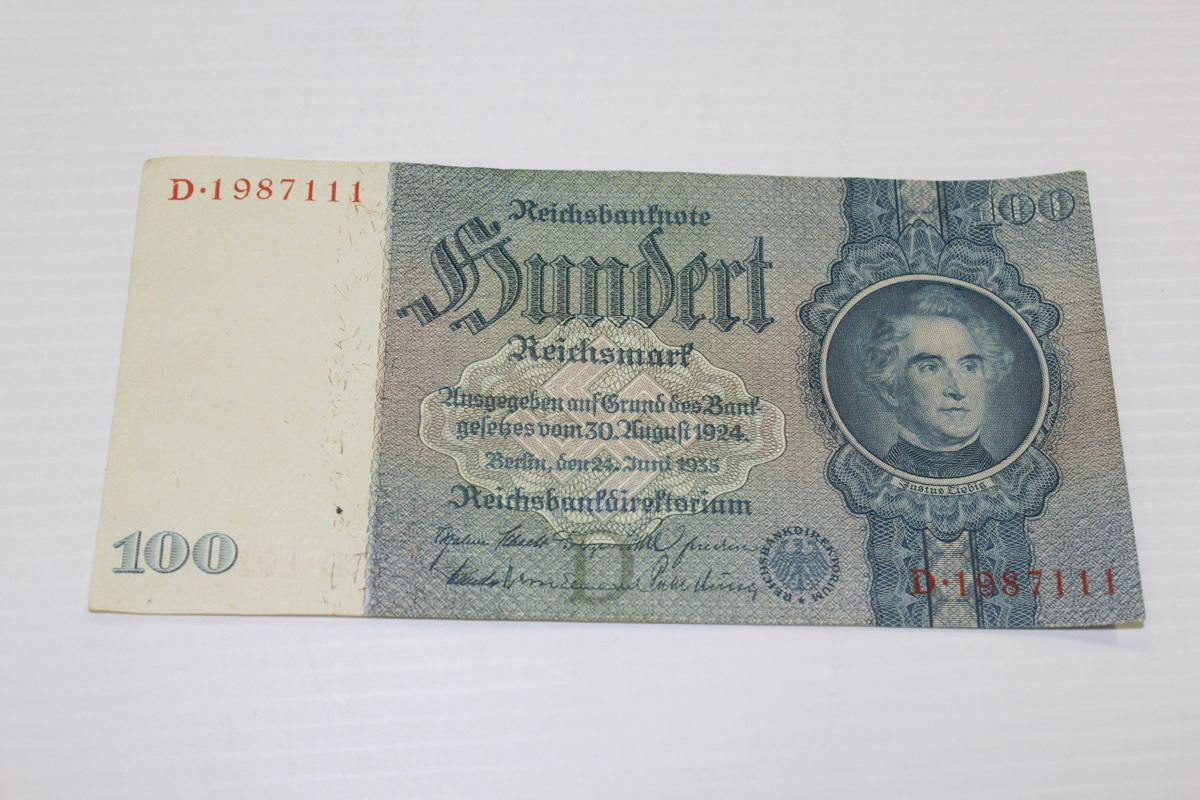 D·1987111
Reichsbanknote
100
Hundert
Reichsmark
Ausgegeben auf Grund des Bank-
gesetzes vom 30. August 1924.
Berlin, den 24. Juni 1935
Reichsbankdirektorium
Justus Liebig
REICHSBANKDIREKTORIUM
100
D
D·1987111